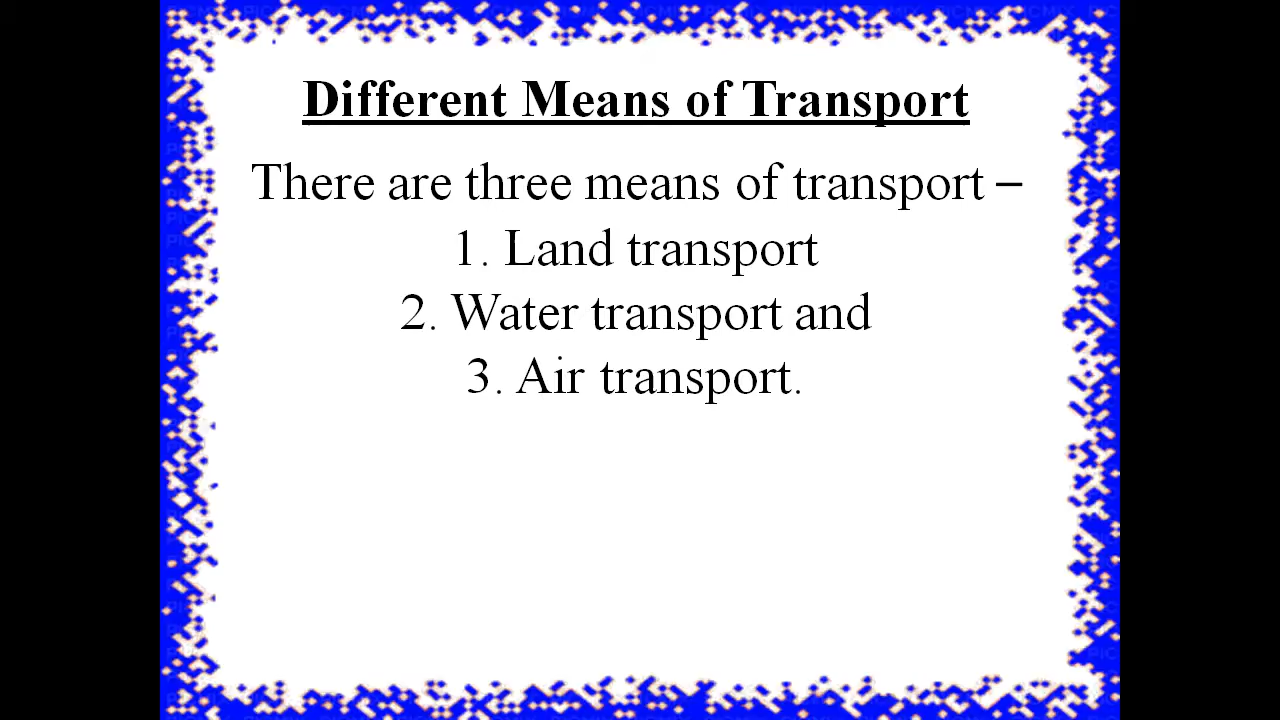 Different Means of Transport
There are three means of transport –
1. Land transport
2. Water transport and
3. Air transport.